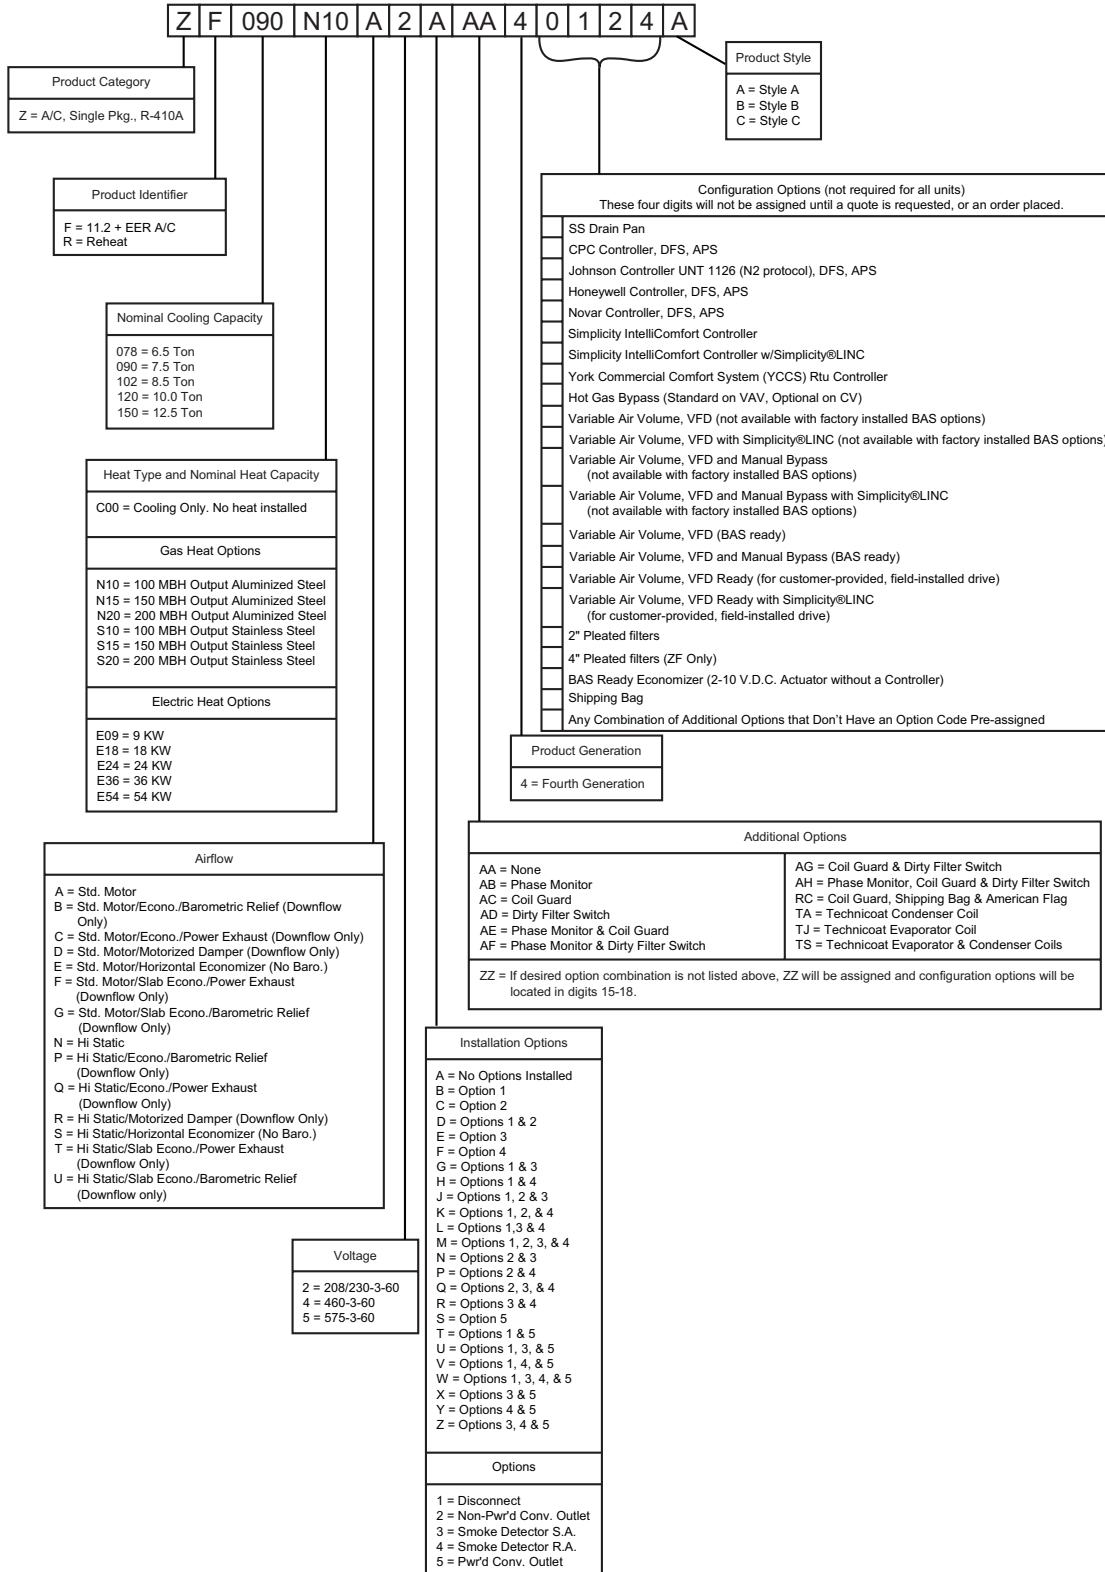 Z F 090 N10 A 2 A AA 4 0 1 2 4 A
Product Category
Z = A/C, Single Pkg., R-410A
Product Style
A = Style A
B = Style B
C = Style C
Product Identifier
F = 11.2 + EER A/C
R = Reheat
Configuration Options (not required for all units)
These four digits will not be assigned until a quote is requested, or an order placed.
SS Drain Pan
CPC Controller, DFS, APS
Johnson Controller UNT 1126 (N2 protocol), DFS, APS
Honeywell Controller, DFS, APS
Novar Controller, DFS, APS
Simplicity IntelliComfort Controller
Simplicity IntelliComfort Controller w/Simplicity®LINC
York Commercial Comfort System (YCCS) Rtu Controller
Hot Gas Bypass (Standard on VAV, Optional on CV)
Variable Air Volume, VFD (not available with factory installed BAS options)
Variable Air Volume, VFD with Simplicity®LINC (not available with factory installed BAS options)
Variable Air Volume, VFD and Manual Bypass
(not available with factory installed BAS options)
Variable Air Volume, VFD and Manual Bypass with Simplicity®LINC
(not available with factory installed BAS options)
Variable Air Volume, VFD (BAS ready)
Variable Air Volume, VFD and Manual Bypass (BAS ready)
Variable Air Volume, VFD Ready (for customer-provided, field-installed drive)
Variable Air Volume, VFD Ready with Simplicity®LINC
(for customer-provided, field-installed drive)
2" Pleated filters
4" Pleated filters (ZF Only)
BAS Ready Economizer (2-10 V.D.C. Actuator without a Controller)
Shipping Bag
Any Combination of Additional Options that Don't Have an Option Code Pre-assigned
Nominal Cooling Capacity
078 = 6.5 Ton
090 = 7.5 Ton
102 = 8.5 Ton
120 = 10.0 Ton
150 = 12.5 Ton
Heat Type and Nominal Heat Capacity
C00 = Cooling Only. No heat installed
Gas Heat Options
N10 = 100 MBH Output Aluminized Steel
N15 = 150 MBH Output Aluminized Steel
N20 = 200 MBH Output Aluminized Steel
S10 = 100 MBH Output Stainless Steel
S15 = 150 MBH Output Stainless Steel
S20 = 200 MBH Output Stainless Steel
Electric Heat Options
E09 = 9 KW
E18 = 18 KW
E24 = 24 KW
E36 = 36 KW
E54 = 54 KW
Product Generation
4 = Fourth Generation
Additional Options
AA = None
AB = Phase Monitor
AC = Coil Guard
AD = Dirty Filter Switch
AE = Phase Monitor & Coil Guard
AF = Phase Monitor & Dirty Filter Switch
AG = Coil Guard & Dirty Filter Switch
AH = Phase Monitor, Coil Guard & Dirty Filter Switch
RC = Coil Guard, Shipping Bag & American Flag
TA = Technicoat Condenser Coil
TJ = Technicoat Evaporator Coil
TS = Technicoat Evaporator & Condenser Coils
ZZ = If desired option combination is not listed above, ZZ will be assigned and configuration options will be
located in digits 15-18.
Airflow
A = Std. Motor
B = Std. Motor/Econo./Barometric Relief (Downflow
Only)
C = Std. Motor/Econo./Power Exhaust (Downflow Only)
D = Std. Motor/Motorized Damper (Downflow Only)
E = Std. Motor/Horizontal Economizer (No Baro.)
F = Std. Motor/Slab Econo./Power Exhaust
(Downflow Only)
G = Std. Motor/Slab Econo./Barometric Relief
(Downflow Only)
N = Hi Static
P = Hi Static/Econo./Barometric Relief
(Downflow Only)
Q = Hi Static/Econo./Power Exhaust
(Downflow Only)
R = Hi Static/Motorized Damper (Downflow Only)
S = Hi Static/Horizontal Economizer (No Baro.)
T = Hi Static/Slab Econo./Power Exhaust
(Downflow Only)
U = Hi Static/Slab Econo./Barometric Relief
(Downflow only)
Installation Options
A = No Options Installed
B = Option 1
C = Option 2
D = Options 1 & 2
E = Option 3
F = Option 4
G = Options 1 & 3
H = Options 1 & 4
J = Options 1, 2 & 3
K = Options 1, 2, & 4
L = Options 1,3 & 4
M = Options 1, 2, 3, & 4
N = Options 2 & 3
P = Options 2 & 4
Q = Options 2, 3, & 4
R = Options 3 & 4
S = Option 5
T = Options 1 & 5
U = Options 1, 3, & 5
V = Options 1, 4, & 5
W = Options 1, 3, 4, & 5
X = Options 3 & 5
Y = Options 4 & 5
Z = Options 3, 4 & 5
Options
1 = Disconnect
2 = Non-Pwr'd Conv. Outlet
3 = Smoke Detector S.A.
4 = Smoke Detector R.A.
5 = Pwr'd Conv. Outlet
Voltage
2 = 208/230-3-60
4 = 460-3-60
5 = 575-3-60